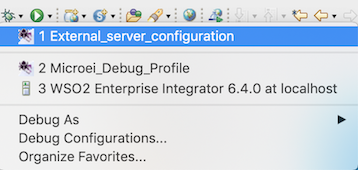 1 External_server_configuration
2 Microei_Debug_Profile
3 WSO2 Enterprise Integrator 6.4.0 at localhost
Debug As
Debug Configurations...
Organize Favorites...